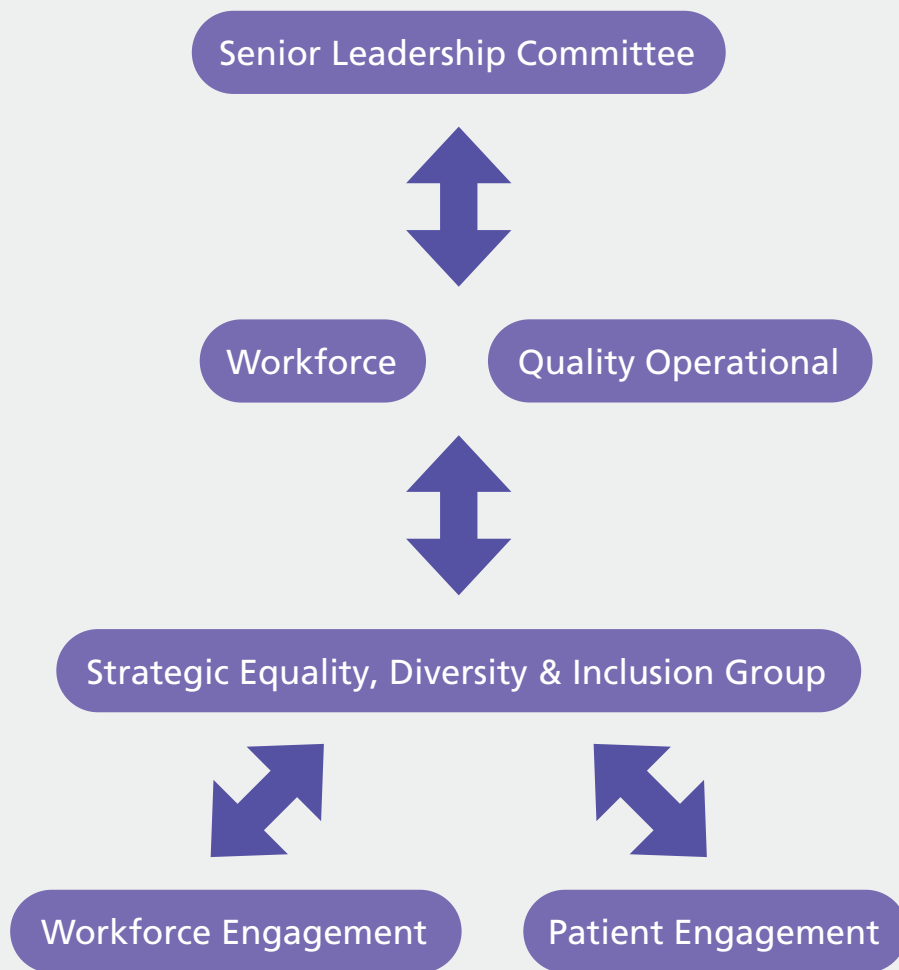 Senior Leadership Committee
Workforce
Quality Operational
Strategic Equality, Diversity & Inclusion Group
Workforce Engagement
Patient Engagement